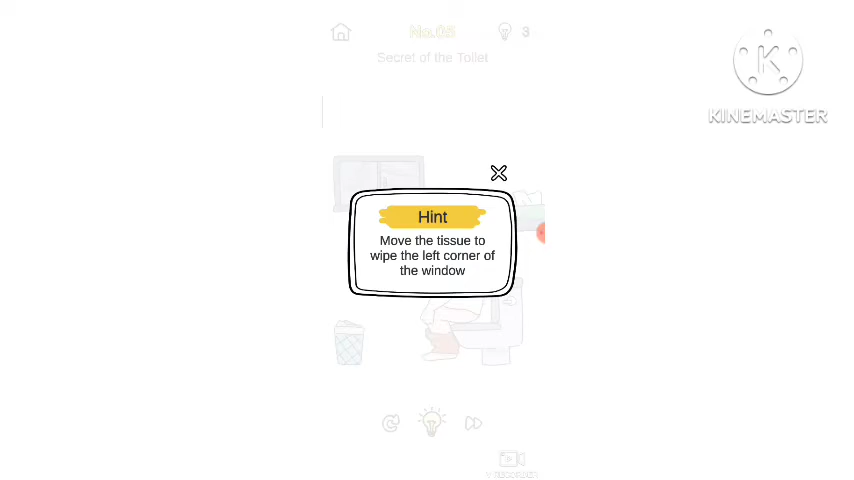 No.05
3
Secret of the Toilet
KINEMASTER
Hint
Move the tissue to
wipe the left corner of
the window
V RECORDER